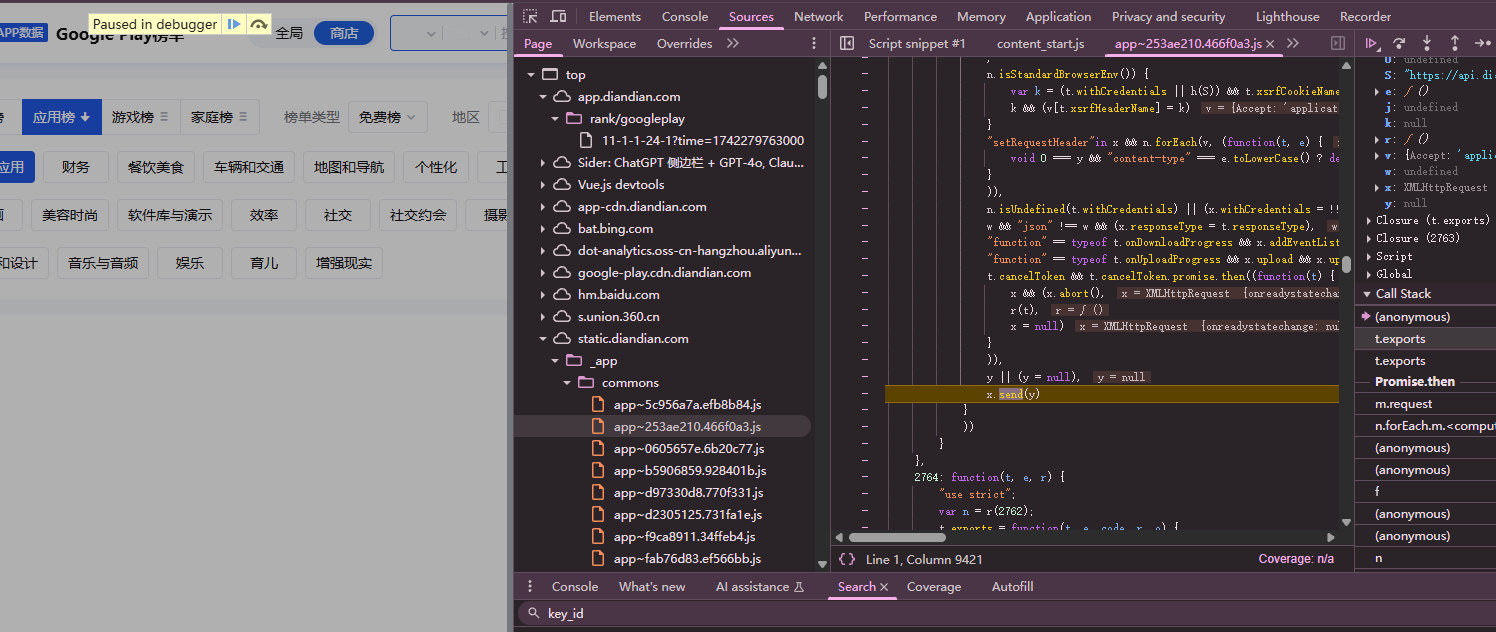 Paused in debugger
APP数据
Google Play榜单
全局
商店
应用榜
游戏榜
家庭榜
榜单类型
免费榜
地区
应用
财务
餐饮美食
车辆和交通
地图和导航
个性化
工
美容时尚
软件库与演示
效率
社交
社交约会
摄影
和设计
音乐与音频
娱乐
育儿
增强现实
Elements
Console
Sources
Network
Performance
Memory
Application
Privacy and security
Lighthouse
Recorder
Page
Workspace
Overrides
Script snippet #1
content_start.js
app~253ae210.466f0a3.js
top
app.diandian.com
rank/googleplay
11-1-1-24-1?time=1742279763000
Sider: ChatGPT 侧边栏 + GPT-4o, Clau...
Vue.js devtools
app-cdn.diandian.com
bat.bing.com
dot-analytics.oss-cn-hangzhou.aliyun...
google-play.cdn.diandian.com
hm.baidu.com
s.union.360.cn
static.diandian.com
_app
commons
app~5c956a7a.efb8b84.js
app~253ae210.466f0a3.js
app~0605657e.6b20c77.js
app~b5906859.928401b.js
app~d97330d8.770f331.js
app~d2305125.731fa1e.js
app~f9ca8911.34ffeb4.js
app~fab76d83.ef566bb.js
n.isStandardBrowserEnv()) {
var k = (t.withCredentials || h(S)) && t.xsrfCookieName
k && (v[t.xsrfHeaderName] = k) v = {Accept: 'applicat
}
"setRequestHeader"in x && n.forEach(v, (function(t, e) {
void 0 === y && "content-type" === e.toLowerCase() ? de
}
)),
n.isUndefined(t.withCredentials) || (x.withCredentials = !!
w && "json" !== w && (x.responseType = t.responseType), w
"function" == typeof t.onDownloadProgress && x.addEventList
"function" == typeof t.onUploadProgress && x.upload && x.up
t.cancelToken && t.cancelToken.promise.then((function(t) {
x && (x.abort(), x = XMLHttpRequest {onreadystatecha
r(t), r = ƒ ()
x = null) x = XMLHttpRequest {onreadystatechange: nu
}
)),
y || (y = null), y = null
x.send(y)
}
))
}
},
2764: function(t, e, r) {
"use strict";
var n = r(2762);
t.exports = function(t, e, code, r, o) {
{} Line 1, Column 9421
Coverage: n/a
U: undefined
S: "https://api.di
e: ƒ ()
j: undefined
k: null
r: ƒ ()
v: {Accept: 'appli
w: undefined
x: XMLHttpRequest
y: null
Closure (t.exports)
Closure (2763)
Script
Global
Call Stack
(anonymous)
t.exports
t.exports
Promise.then
m.request
n.forEach.m.<comput
(anonymous)
(anonymous)
f
(anonymous)
(anonymous)
n
Console
What's new
AI assistance
Search
Coverage
Autofill
key_id